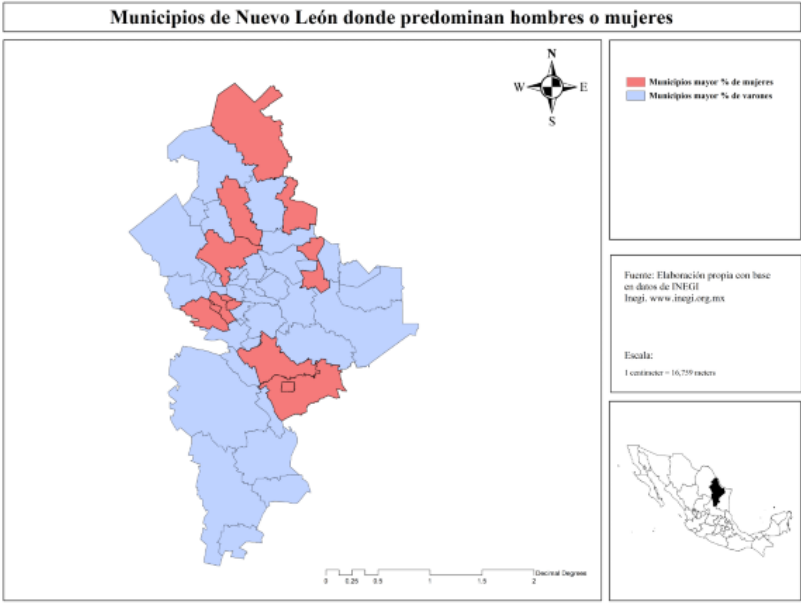 Municipios de Nuevo León donde predominan hombres o mujeres
N
W E
S
Municipios mayor % de mujeres
Municipios mayor % de varones
Fuente: Elaboración propia con base
en datos de INEGI
Inegi. www.inegi.org.mx
Escala:
1 centimeter = 16,759 meters
Decimal Degrees
0 0.25 0.5 1 1.5 2